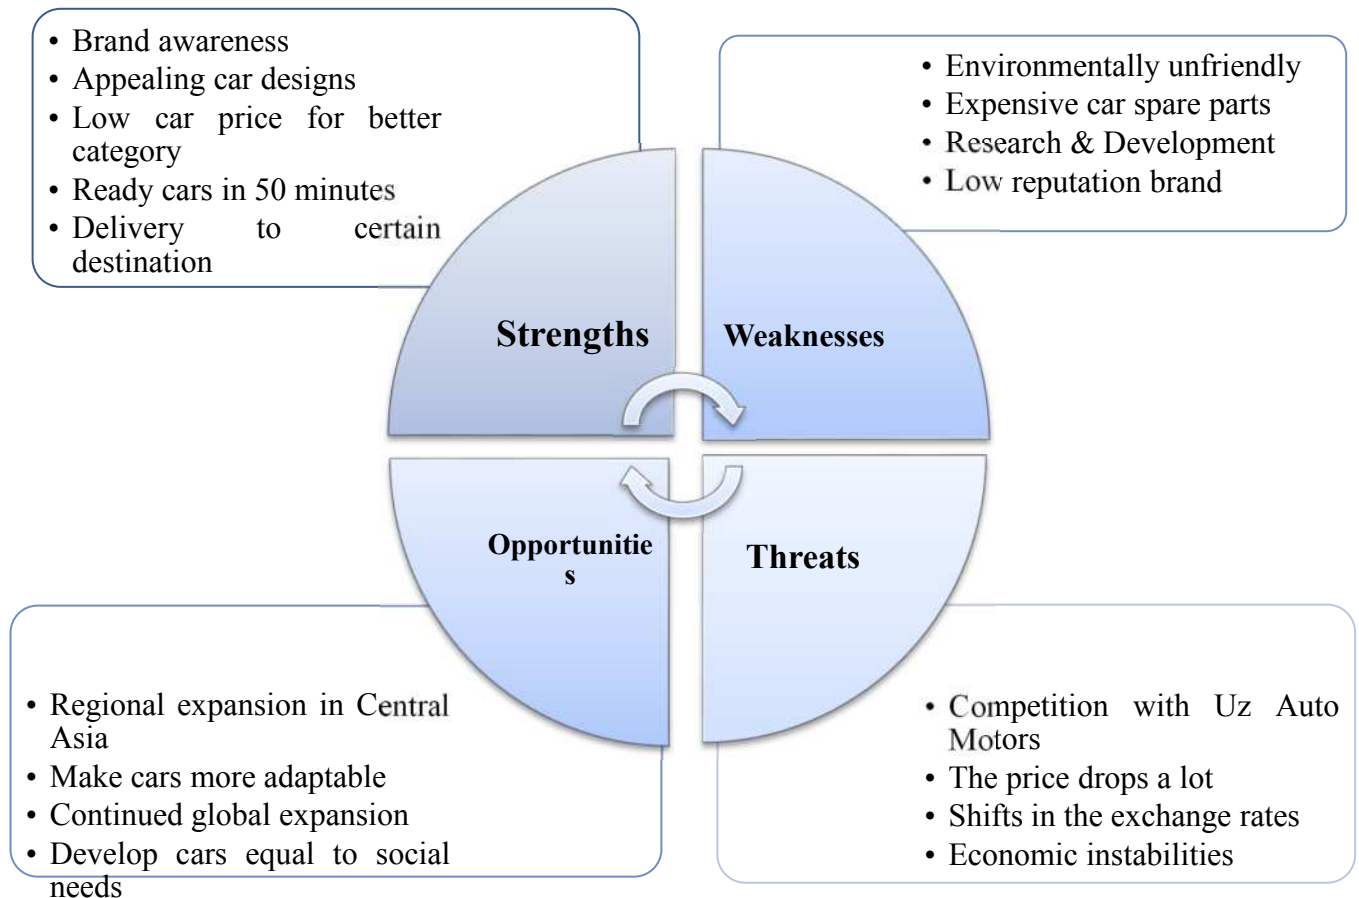 • Brand awareness
• Appealing car designs
• Low car price for better
category
• Ready cars in 50 minutes
• Delivery to certain
destination
• Environmentally unfriendly
• Expensive car spare parts
• Research & Development
• Low reputation brand
Strengths
Weaknesses
Opportunitie
s
Threats
• Regional expansion in Central
Asia
• Make cars more adaptable
• Continued global expansion
• Develop cars equal to social
needs
• Competition with Uz Auto
Motors
• The price drops a lot
• Shifts in the exchange rates
• Economic instabilities